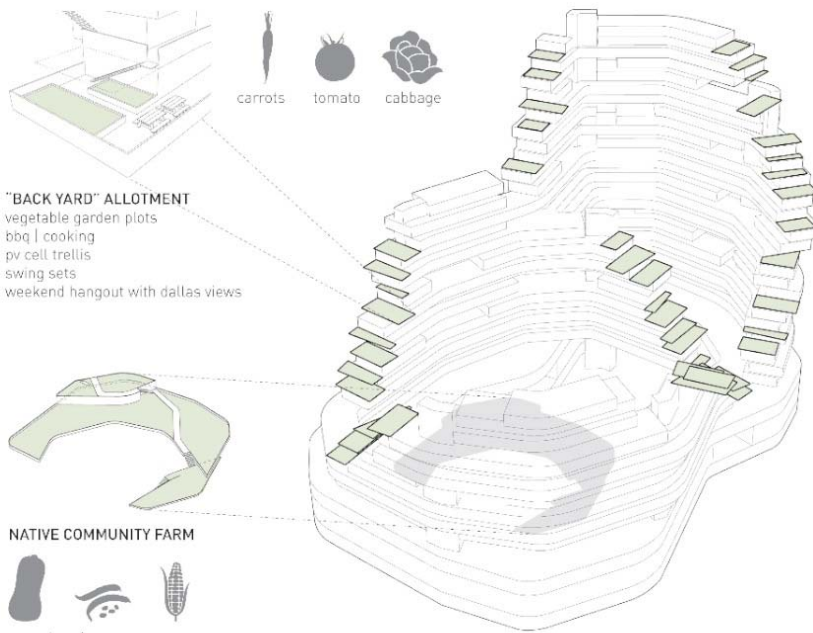 carrots
tomato
cabbage
"BACK YARD" ALLOTMENT
vegetable garden plots
bbq | cooking
pv cell trellis
swing sets
weekend hangout with dallas views
NATIVE COMMUNITY FARM